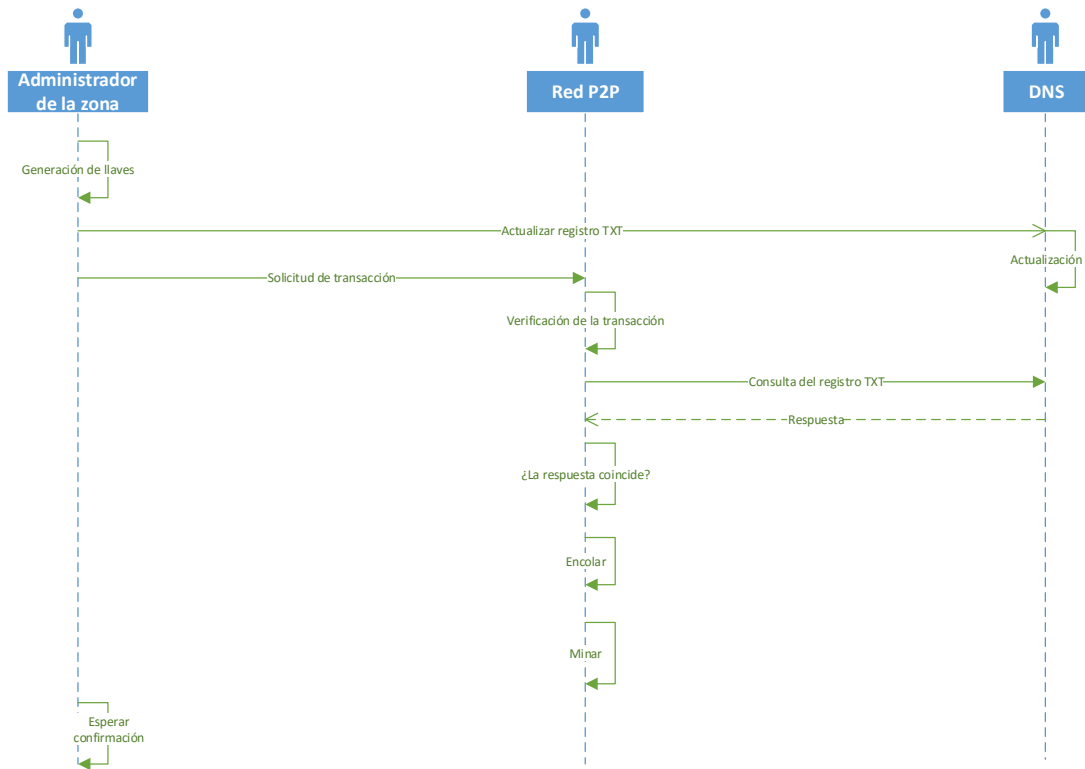 Administrador
de la zona
Red P2P
DNS
Generación de llaves
Actualizar registro TXT
Actualización
Solicitud de transacción
Verificación de la transacción
Consulta del registro TXT
Respuesta
¿La respuesta coincide?
Encolar
Minar
Esperar
confirmación